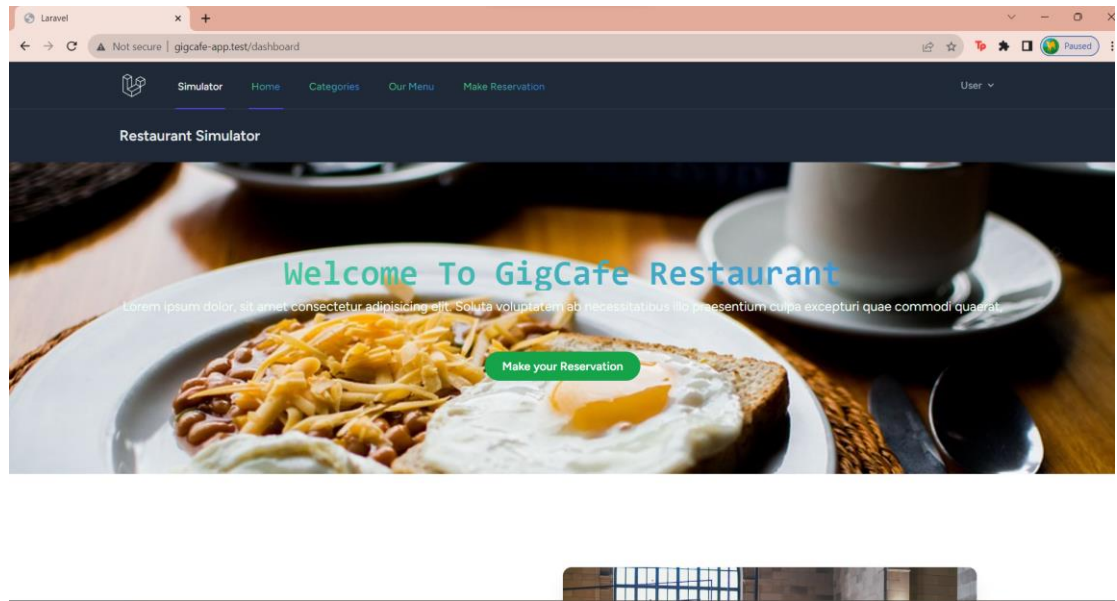 Laravel
Not secure | gigcafe-app.test/dashboard
Tp
Paused
Simulator Home Categories Our Menu Make Reservation User
Restaurant Simulator
Welcome To GigCafe Restaurant
Lorem ipsum dolor, sit amet consectetur adipisicing elit. Soluta voluptatem ab necessitatibus illo praesentium culpa excepturi quae commodi quaerat.
Make your Reservation